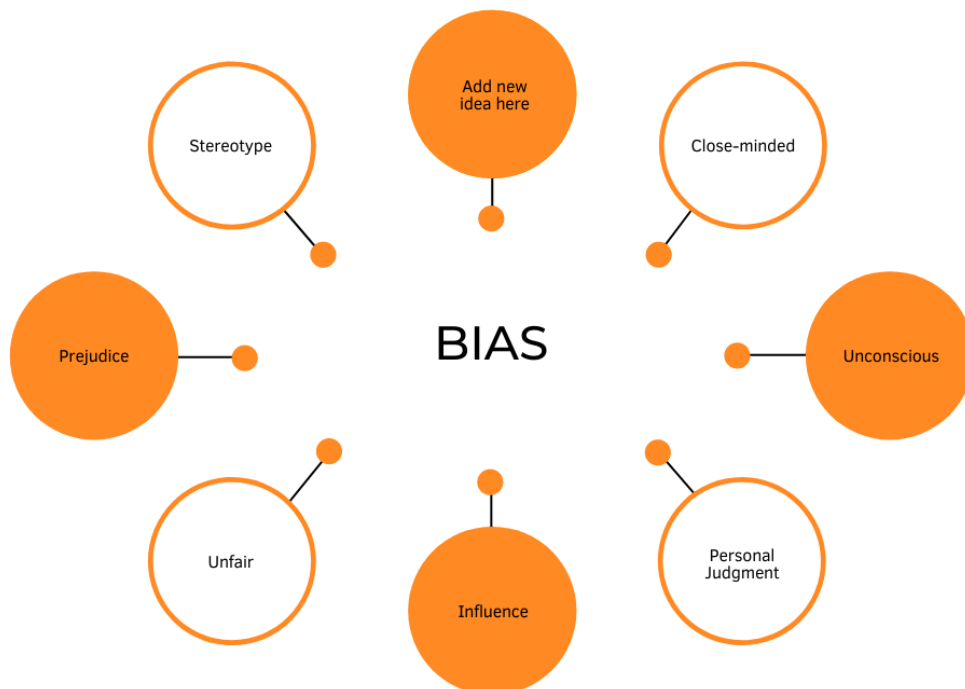 Add new
idea here
Stereotype
Close-minded
BIAS
Prejudice
Unconscious
Unfair
Personal
Judgment
Influence